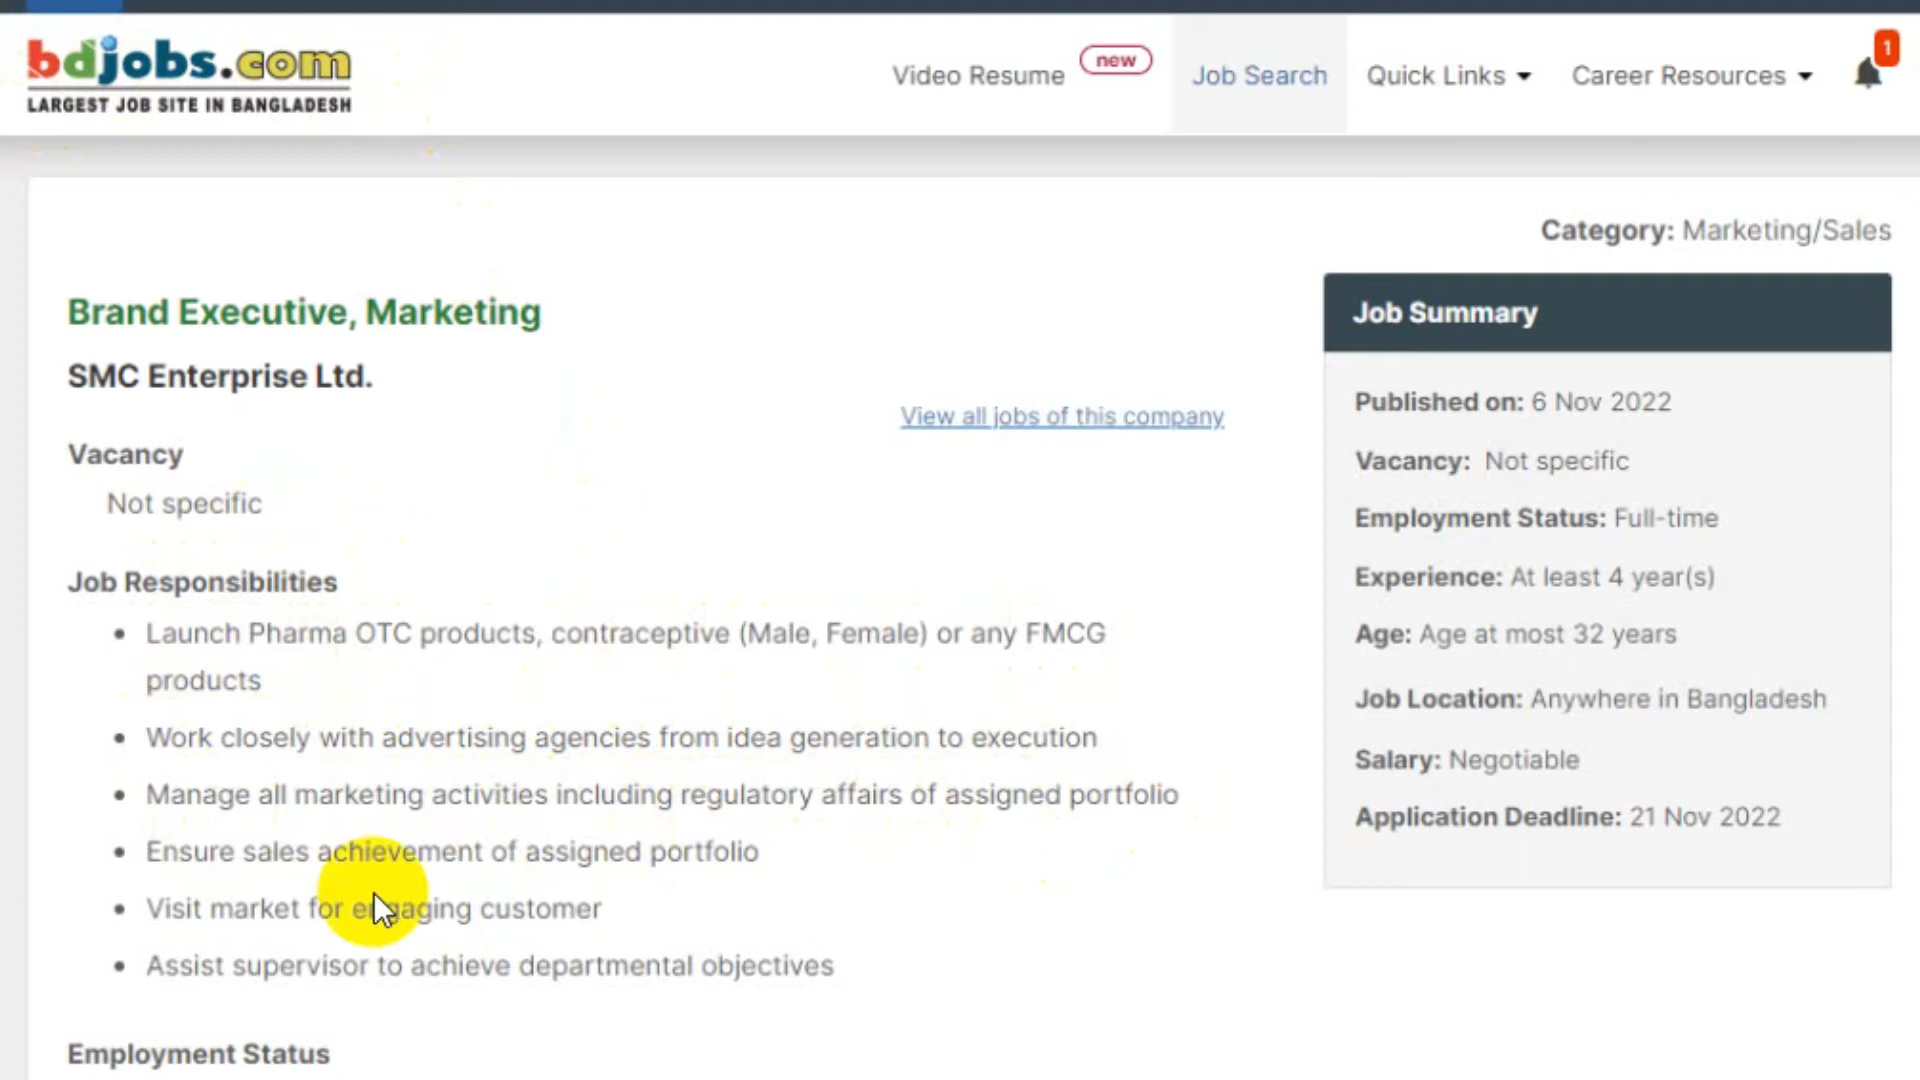 bdjobs.com
LARGEST JOB SITE IN BANGLADESH
Video Resume new Job Search Quick Links Career Resources 1
Category: Marketing/Sales
Brand Executive, Marketing
SMC Enterprise Ltd.
View all jobs of this company
Vacancy
Not specific
Job Responsibilities
• Launch Pharma OTC products, contraceptive (Male, Female) or any FMCG
products
• Work closely with advertising agencies from idea generation to execution
• Manage all marketing activities including regulatory affairs of assigned portfolio
• Ensure sales achievement of assigned portfolio
• Visit market for engaging customer
• Assist supervisor to achieve departmental objectives
Employment Status
Job Summary
Published on: 6 Nov 2022
Vacancy: Not specific
Employment Status: Full-time
Experience: At least 4 year(s)
Age: Age at most 32 years
Job Location: Anywhere in Bangladesh
Salary: Negotiable
Application Deadline: 21 Nov 2022